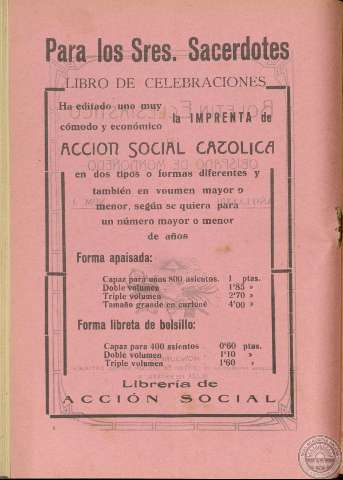 Para los Sres. Sacerdotes
LIBRO DE CELEBRACIONES
Ha editado uno muy
cómodo y económico
la IMPRENTA de
ACCION SOCIAL CATOLICA
en dos tipos o formas diferentes y
también en voumen mayor o
menor, según se quiera para
un número mayor o menor
de años
Forma apaisada:
Capaz para unos 800 asientos. 1 ptas.
Doble volumen . 1'85 »
Triple volumen 2'70 »
Tamaño grande en cartoné 4'00 »
Forma libreta de bolsillo:
Capaz para 400 asientos . 0'60 ptas.
Doble volumen . 1'10 »
Triple volumen . 1'60 »
Librería de
ACCIÓN SOCIAL